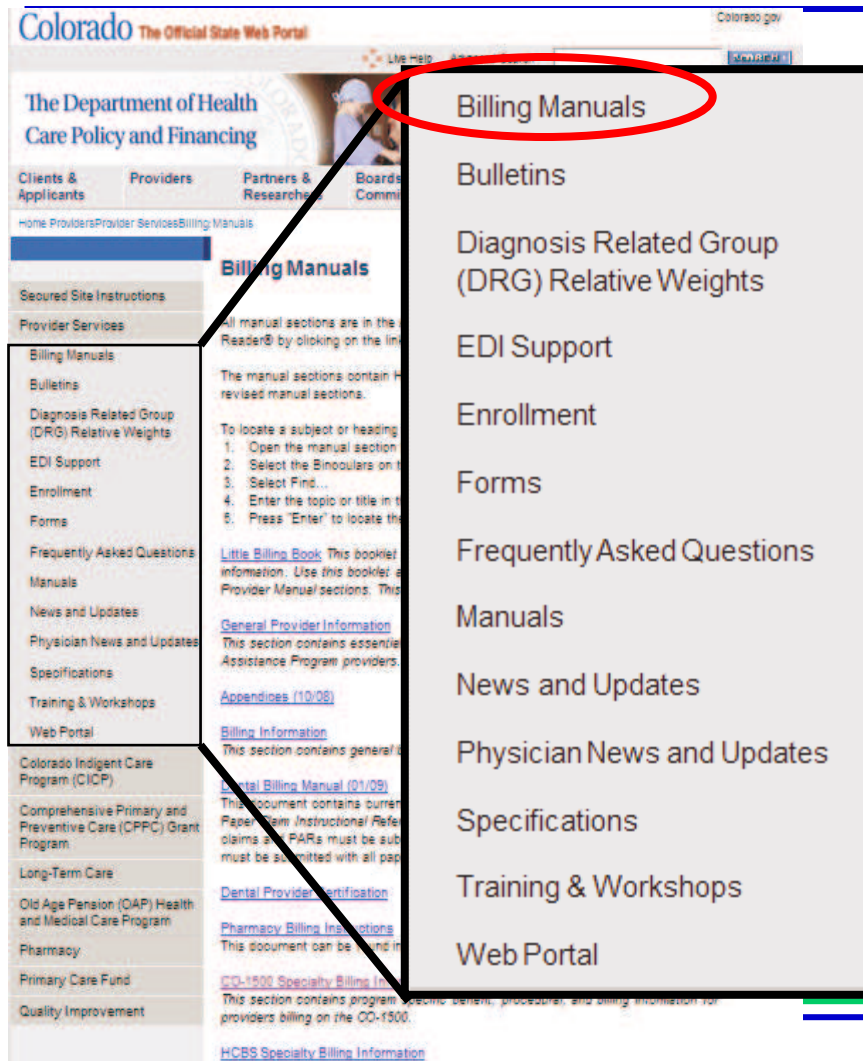 Colorado The Official State Web Portal
Colorado.gov
Live Help
The Department of Health
Care Policy and Financing
Clients &
Applicants
Providers
Partners &
Researchers
Boards
Home ProvidersProvider ServicesBilling Manuals
Secured Site Instructions
Provider Services
Billing Manuals
Bulletins
Diagnosis Related Group
(DRG) Relative Weights
EDI Support
Enrollment
Forms
Frequently Asked Questions
Manuals
News and Updates
Physician News and Updates
Specifications
Training & Workshops
Web Portal
Colorado Indigent Care
Program (CICP)
Comprehensive Primary and
Preventive Care (CPPC) Grant
Program
Long-Term Care
Old Age Pension (OAP) Health
and Medical Care Program
Pharmacy
Primary Care Fund
Quality Improvement
Billing Manuals
All manual sections are in the
Reader® by clicking on the
The manual sections contain
revised manual sections.
To locate a subject or heading
1. Open the manual section
2. Select the Binoculars on
3. Select Find...
4. Enter the topic or title in
5. Press "Enter" to locate the
Little Billing Book This booklet
information. Use this booklet
Provider Manual sections. This
General Provider Information
This section contains
Assistance Program providers.
Appendices (10/08)
Billing Information
This section contains general
Dental Billing Manual (01/09)
This document contains
Paper Claim Instructional
claims and PARs must be
must be submitted with all
Dental Provider Certification
Pharmacy Billing Instructions
This document can be found in
CO-1500 Specialty Billing
This section contains program specific benefit, procedural, and billing information for
providers billing on the CO-1500.
HCBS Specialty Billing Information
Billing Manuals
Bulletins
Diagnosis Related Group
(DRG) Relative Weights
EDI Support
Enrollment
Forms
Frequently Asked Questions
Manuals
News and Updates
Physician News and Updates
Specifications
Training & Workshops
Web Portal